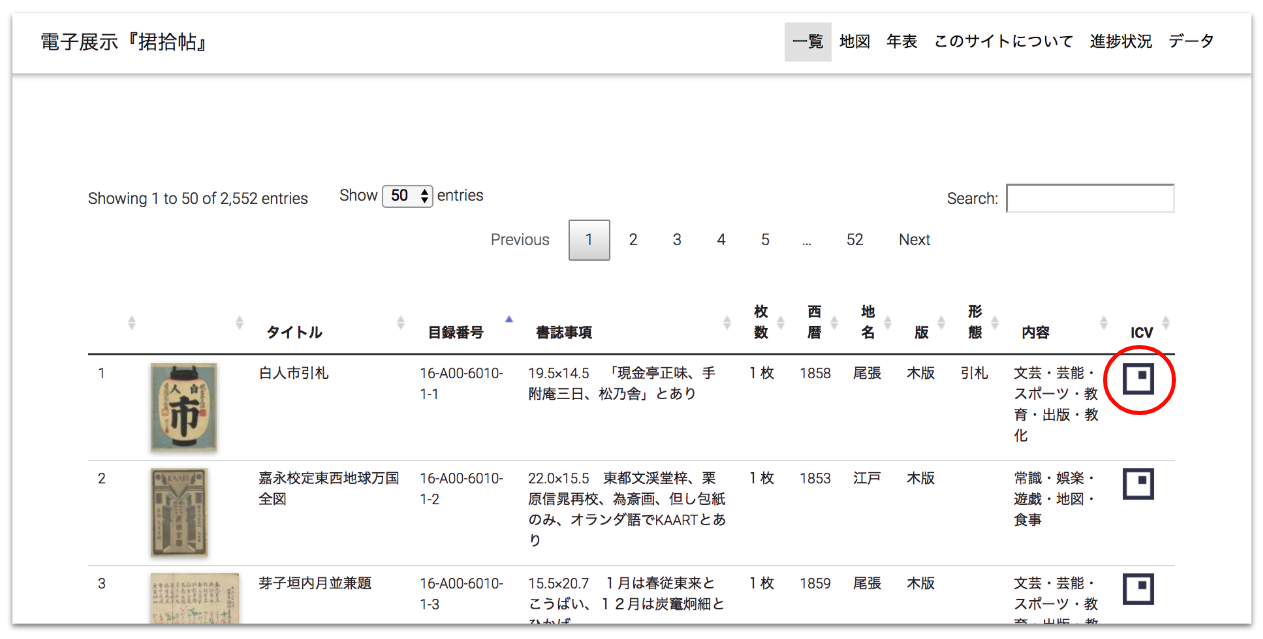 電子展示『捃拾帖』
一覧 地図 年表 このサイトについて 進捗状況 データ
Showing 1 to 50 of 2,552 entries Show 50 entries Search:
Previous 1 2 3 4 5 … 52 Next
タイトル 目録番号 書誌事項 枚数 西暦 地名 版 形態 内容 ICV
1 白人市引札 16-A00-6010- 19.5×14.5 「現金亭正味、手 1 枚 1858 尾張 木版 引札 文芸・芸能・
1-1 附庵三日、松乃舎」とあり スポーツ・教
育・出版・教
化
白
人
市
2 嘉永校定東西地球万国 16-A00-6010- 22.0×15.5 東都文渓堂梓、栗 1 枚 1853 江戸 木版 常識・娯楽・
全図 1-2 原信晁再校、為斎画、但し包紙 遊戯・地図・
のみ、オランダ語でKAARTとあ 食事
り
KAART
3 芽子垣内月並兼題 16-A00-6010- 15.5×20.7 １月は春従東来と 1 枚 1859 尾張 木版 文芸・芸能・
1-3 こうばい、１２月は炭竃炯細と スポーツ・教